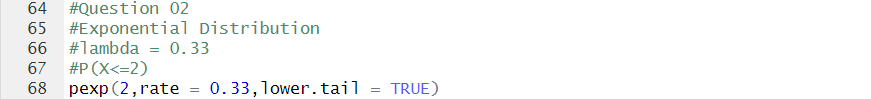 64 #Question 02
65 #Exponential Distribution
66 #lambda = 0.33
67 #P(X<=2)
68 pexp(2,rate = 0.33,lower.tail = TRUE)